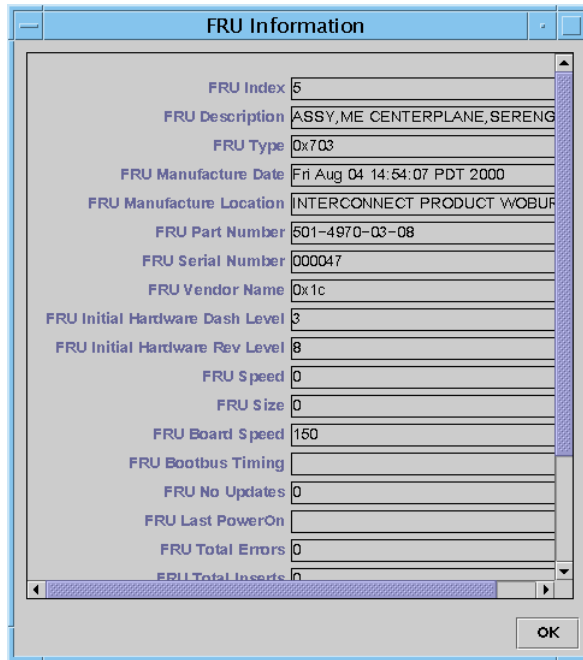 FRU Information
FRU Index 5
FRU Description ASSY,ME CENTERPLANE,SERENG
FRU Type 0x703
FRU Manufacture Date Fri Aug 04 14:54:07 PDT 2000
FRU Manufacture Location INTERCONNECT PRODUCT WOBUR
FRU Part Number 501-4970-03-08
FRU Serial Number 000047
FRU Vendor Name 0x1c
FRU Initial Hardware Dash Level 3
FRU Initial Hardware Rev Level 8
FRU Speed 0
FRU Size 0
FRU Board Speed 150
FRU Bootbus Timing
FRU No Updates 0
FRU Last PowerOn
FRU Total Errors 0
FRU Total Inserts 0
OK